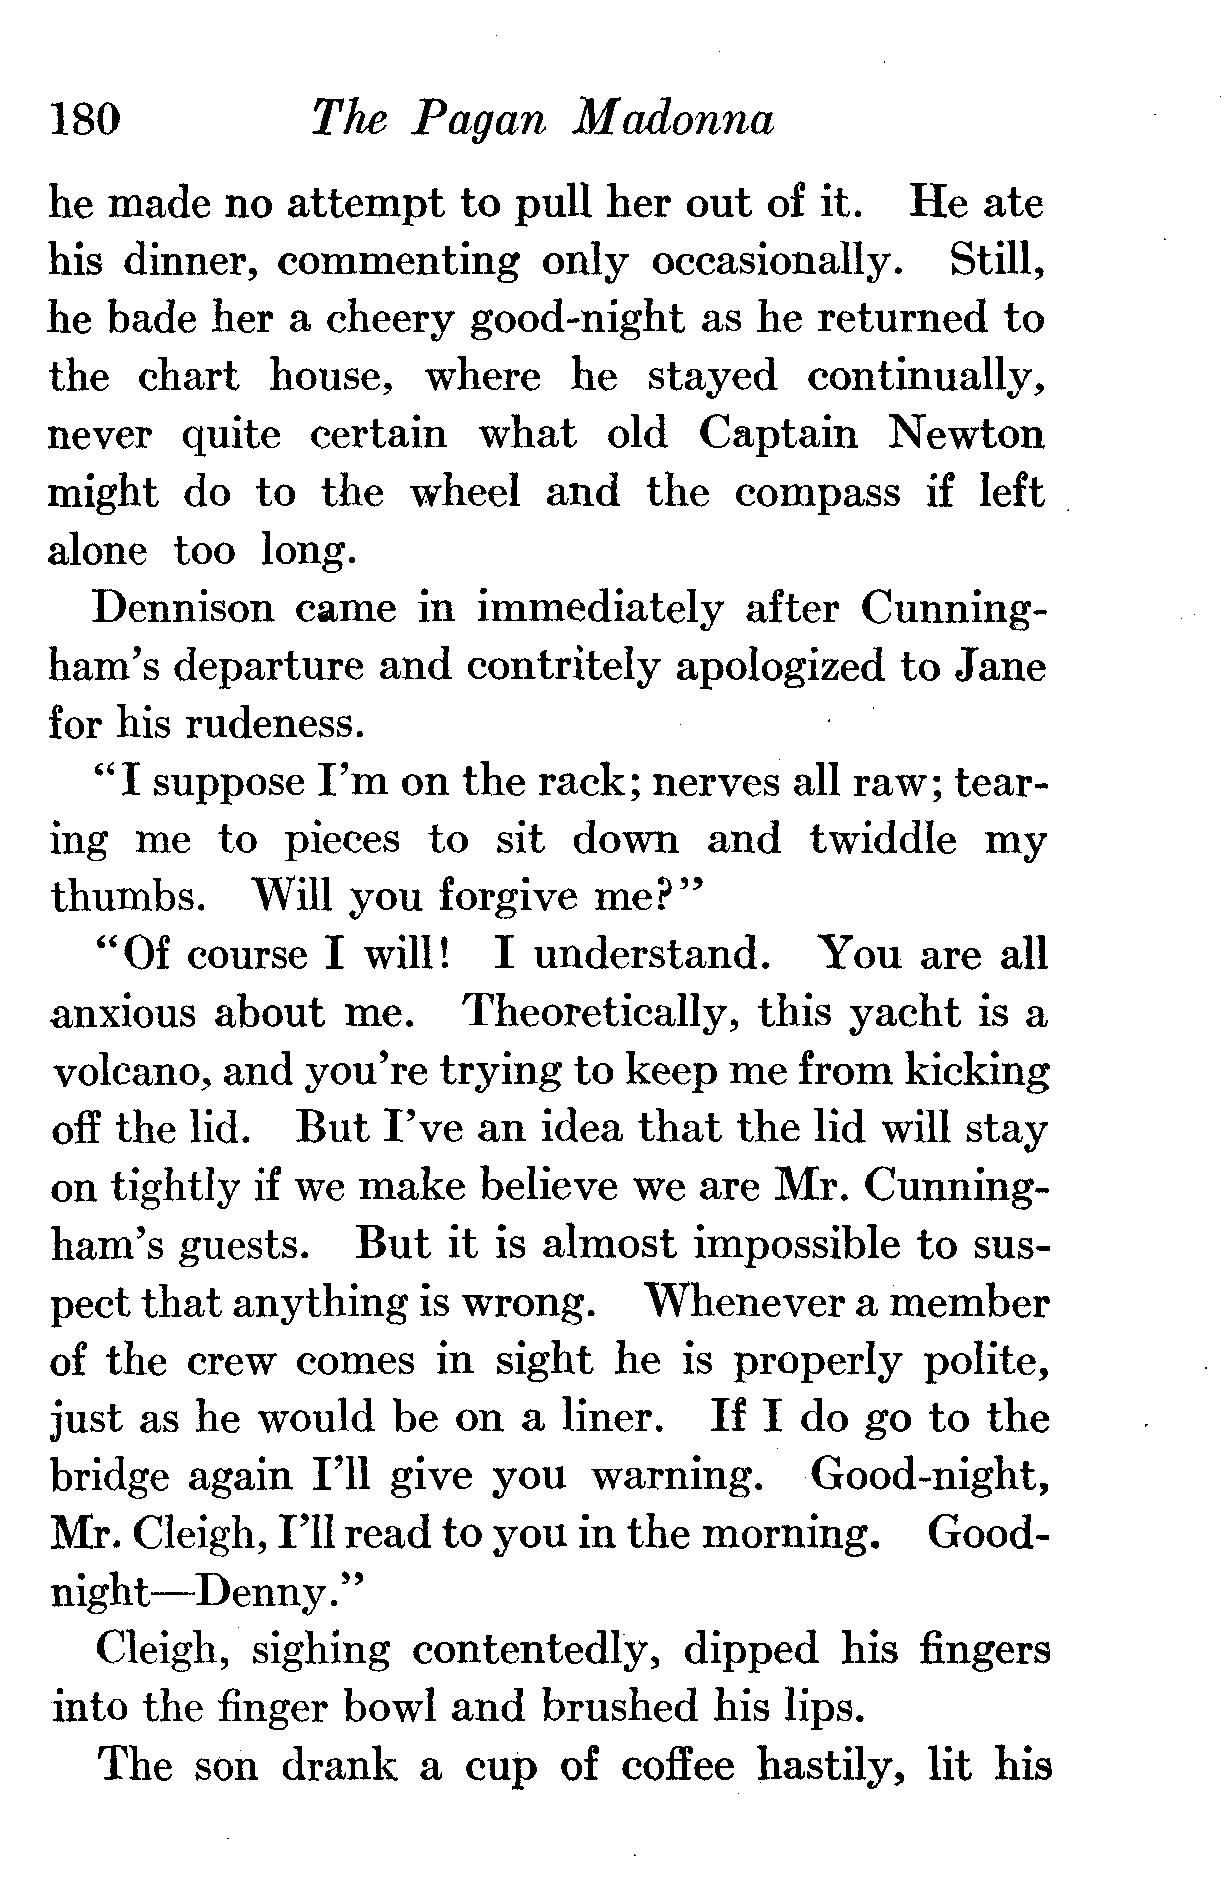 180 The Pagan Madonna
he made no attempt to pull her out of it. He ate
his dinner, commenting only occasionally. Still,
he bade her a cheery good-night as he returned to
the chart house, where he stayed continually,
never quite certain what old Captain Newton
might do to the wheel and the compass if left
alone too long.
Dennison came in immediately after Cunning-
ham's departure and contritely apologized to Jane
for his rudeness.
"I suppose I'm on the rack; nerves all raw; tear-
ing me to pieces to sit down and twiddle my
thumbs. Will you forgive me?"
"Of course I will! I understand. You are all
anxious about me. Theoretically, this yacht is a
volcano, and you're trying to keep me from kicking
off the lid. But I've an idea that the lid will stay
on tightly if we make believe we are Mr. Cunning-
ham's guests. But it is almost impossible to sus-
pect that anything is wrong. Whenever a member
of the crew comes in sight he is properly polite,
just as he would be on a liner. If I do go to the
bridge again I'll give you warning. Good-night,
Mr. Cleigh, I'll read to you in the morning. Good-
night—Denny."
Cleigh, sighing contentedly, dipped his fingers
into the finger bowl and brushed his lips.
The son drank a cup of coffee hastily, lit his